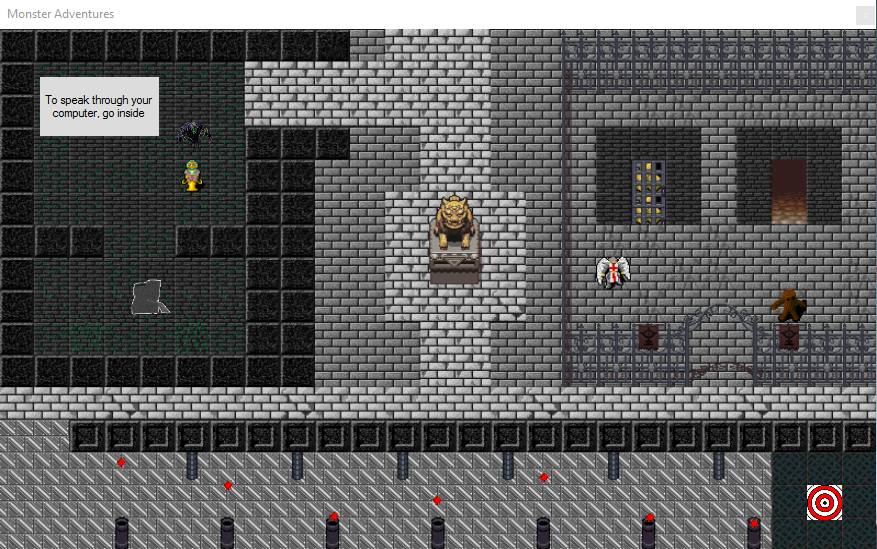 Monster Adventures
To speak through your
computer, go inside